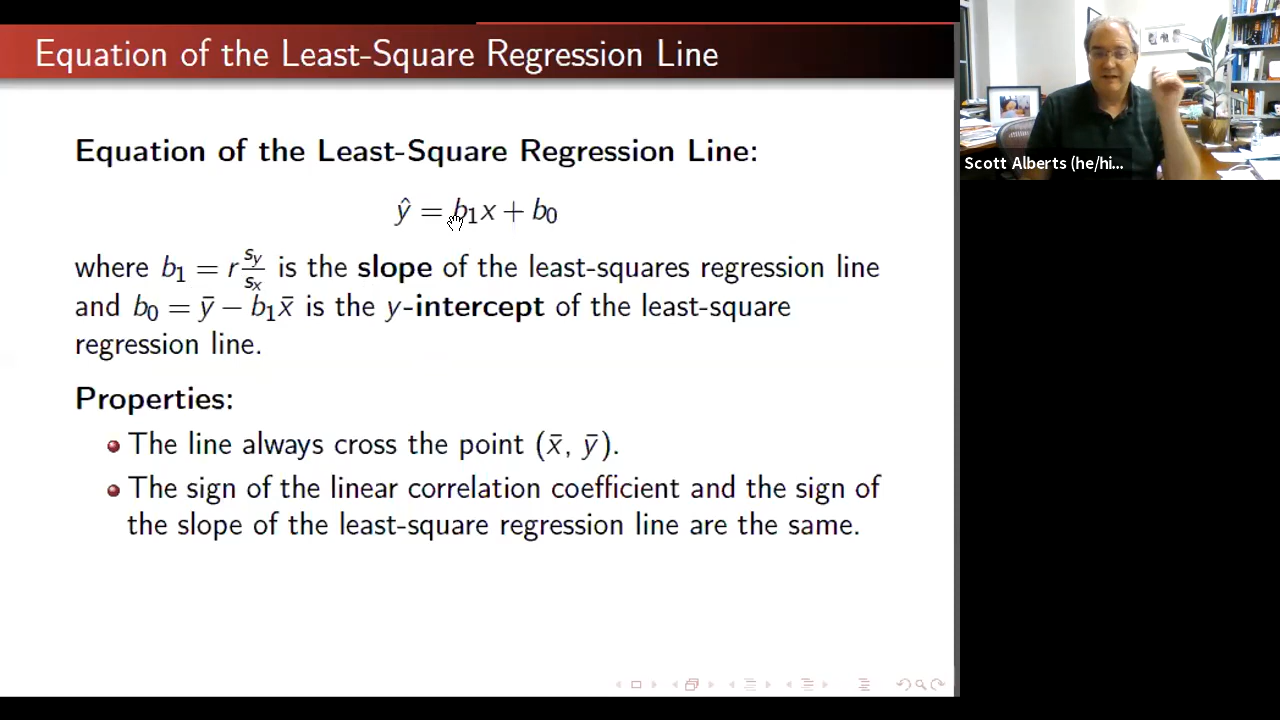 Equation of the Least-Square Regression Line
Equation of the Least-Square Regression Line:
ŷ = b₁x + b₀
where b₁ = r s_y/s_x is the slope of the least-squares regression line
and b₀ = ȳ − b₁x̄ is the y-intercept of the least-square
regression line.
Properties:
The line always cross the point (x̄, ȳ).
The sign of the linear correlation coefficient and the sign of
the slope of the least-square regression line are the same.
Scott Alberts (he/hi...